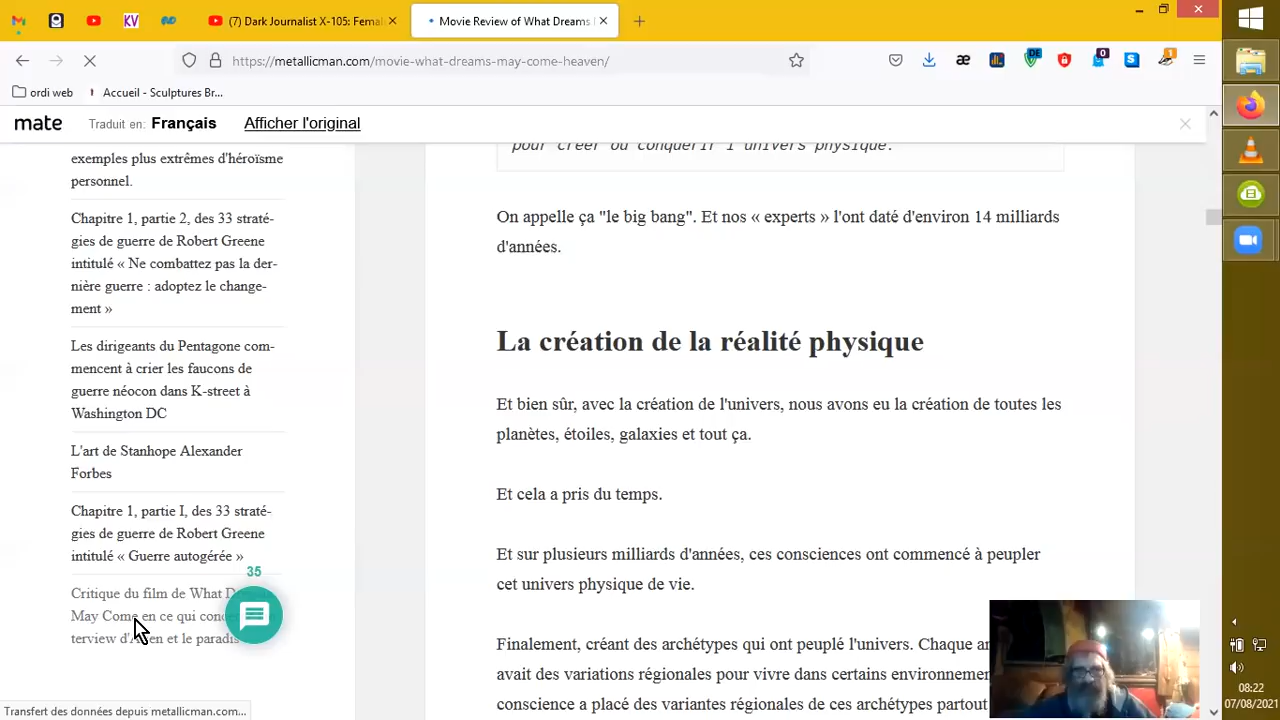 (7) Dark Journalist X-105: Femal
Movie Review of What Dreams
https://metallicman.com/movie-what-dreams-may-come-heaven/
DE
0
1
ordi web
Accueil - Sculptures Br...
mate
Traduit en: Français
Afficher l'original
exemples plus extrêmes d'héroïsme
personnel.
Chapitre 1, partie 2, des 33 straté-
gies de guerre de Robert Greene
intitulé « Ne combattez pas la der-
nière guerre : adoptez le change-
ment »
Les dirigeants du Pentagone com-
mencent à crier les faucons de
guerre néocon dans K-street à
Washington DC
L'art de Stanhope Alexander
Forbes
Chapitre 1, partie I, des 33 straté-
gies de guerre de Robert Greene
intitulé « Guerre autogérée »
35
Critique du film de What
May Come en ce qui
terview et le paradis
Transfert des données depuis metallicman.com...
pour créer ou conquérir l'univers physique.
On appelle ça "le big bang". Et nos « experts » l'ont daté d'environ 14 milliards
d'années.
La création de la réalité physique
Et bien sûr, avec la création de l'univers, nous avons eu la création de toutes les
planètes, étoiles, galaxies et tout ça.
Et cela a pris du temps.
Et sur plusieurs milliards d'années, ces consciences ont commencé à peupler
cet univers physique de vie.
Finalement, créant des archétypes qui ont peuplé l'univers. Chaque
avait des variations régionales pour vivre dans certains
conscience a placé des variantes régionales de ces archétypes partout
08:22
07/08/2021